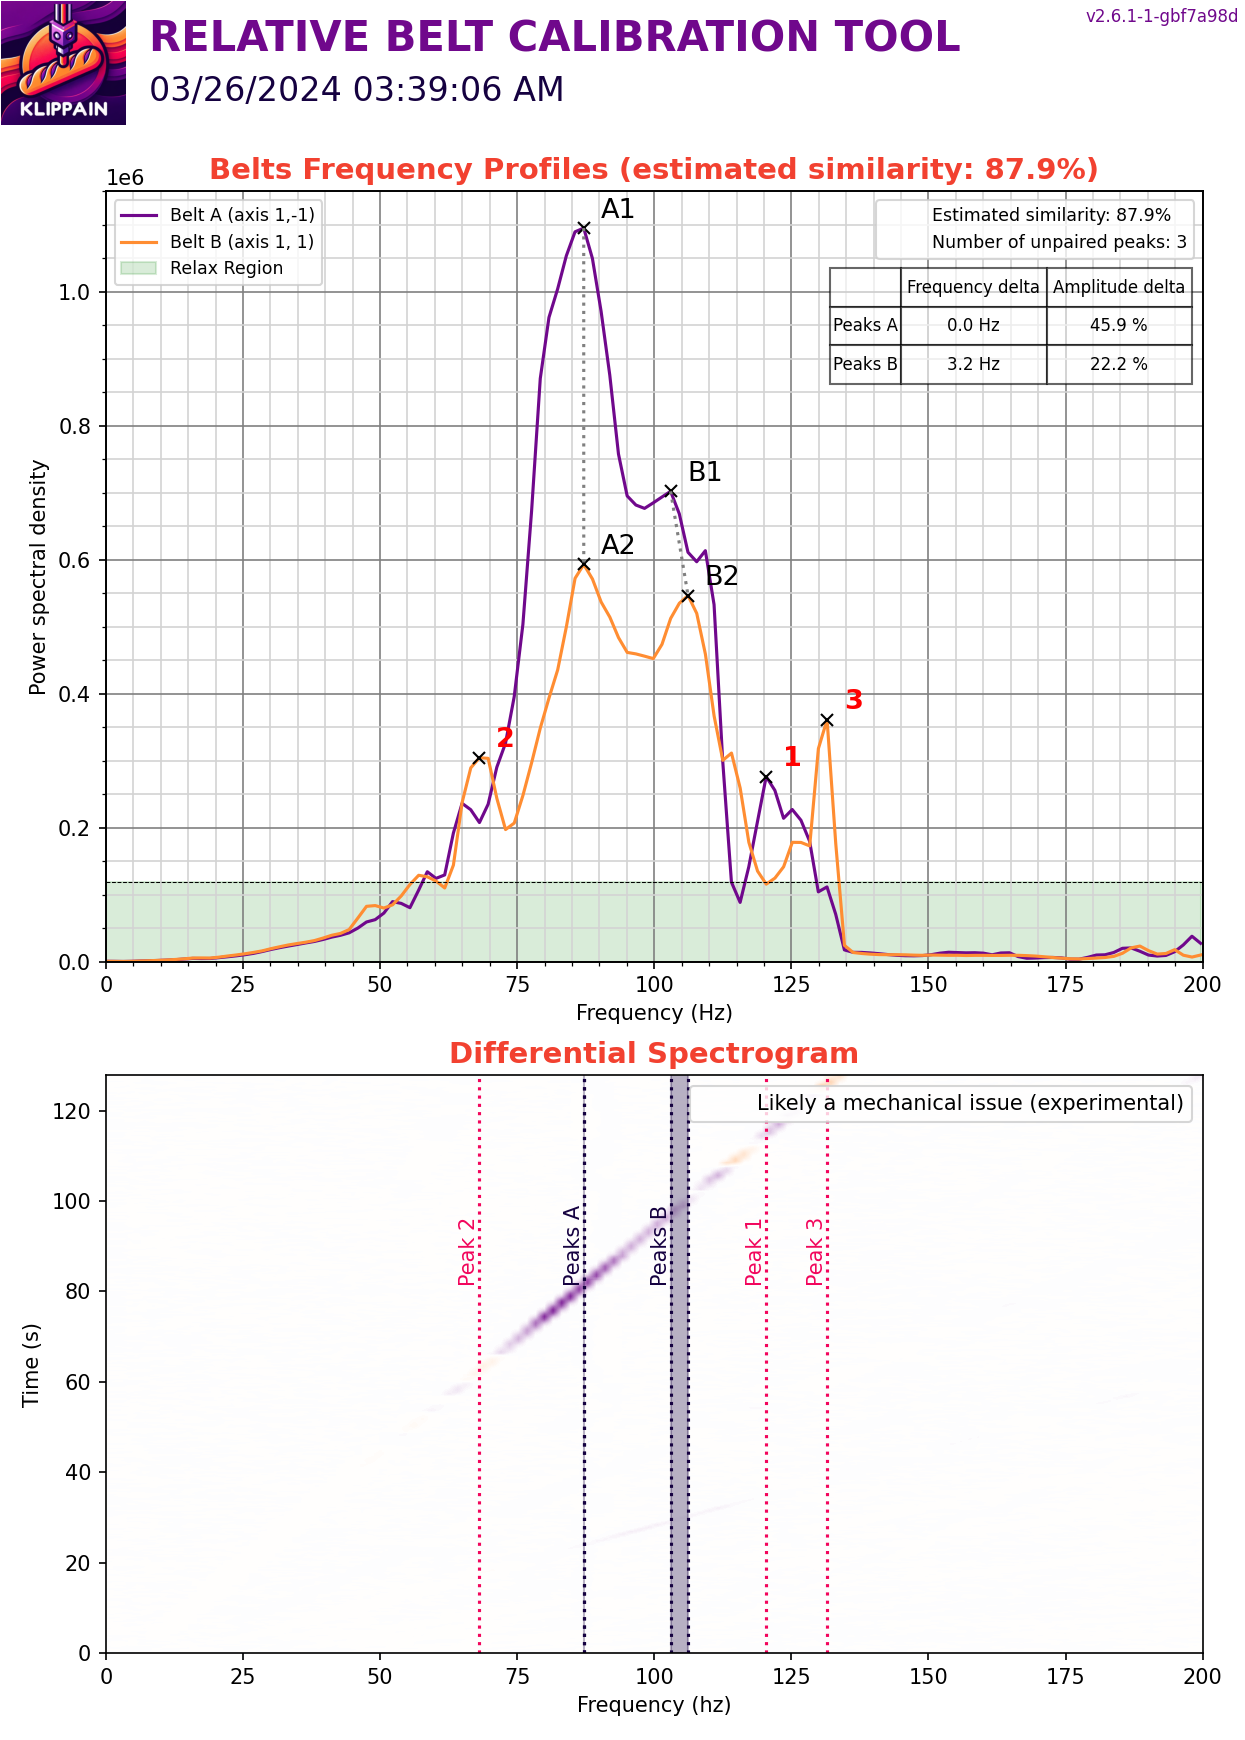 KLIPPAIN
RELATIVE BELT CALIBRATION TOOL
v2.6.1-1-gbf7a98d
03/26/2024 03:39:06 AM
Belts Frequency Profiles (estimated similarity: 87.9%)
1e6
Belt A (axis 1,-1)
Belt B (axis 1, 1)
Relax Region
Estimated similarity: 87.9%
Number of unpaired peaks: 3
Frequency delta Amplitude delta
Peaks A 0.0 Hz 45.9 %
Peaks B 3.2 Hz 22.2 %
A1
B1
A2
B2
3
2
1
Power spectral density
1.0
0.8
0.6
0.4
0.2
0.0
0 25 50 75 100 125 150 175 200
Frequency (Hz)
Differential Spectrogram
Likely a mechanical issue (experimental)
Peak 2
Peaks A
Peaks B
Peak 1
Peak 3
Time (s)
120
100
80
60
40
20
0
0 25 50 75 100 125 150 175 200
Frequency (hz)